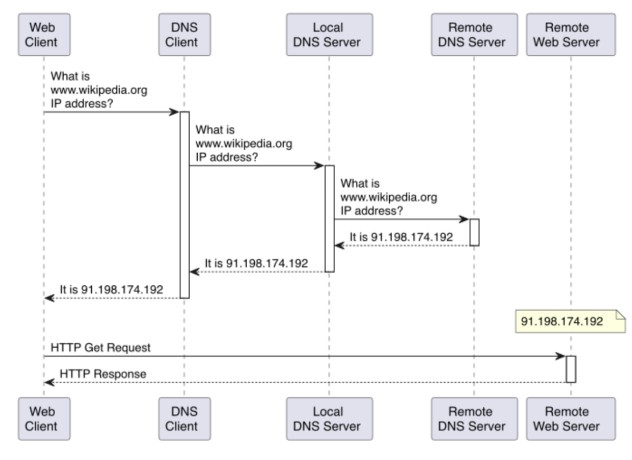 Web
Client
DNS
Client
Local
DNS Server
Remote
DNS Server
Remote
Web Server
What is
www.wikipedia.org
IP address?
What is
www.wikipedia.org
IP address?
What is
www.wikipedia.org
IP address?
It is 91.198.174.192
It is 91.198.174.192
It is 91.198.174.192
91.198.174.192
HTTP Get Request
HTTP Response
Web
Client
DNS
Client
Local
DNS Server
Remote
DNS Server
Remote
Web Server